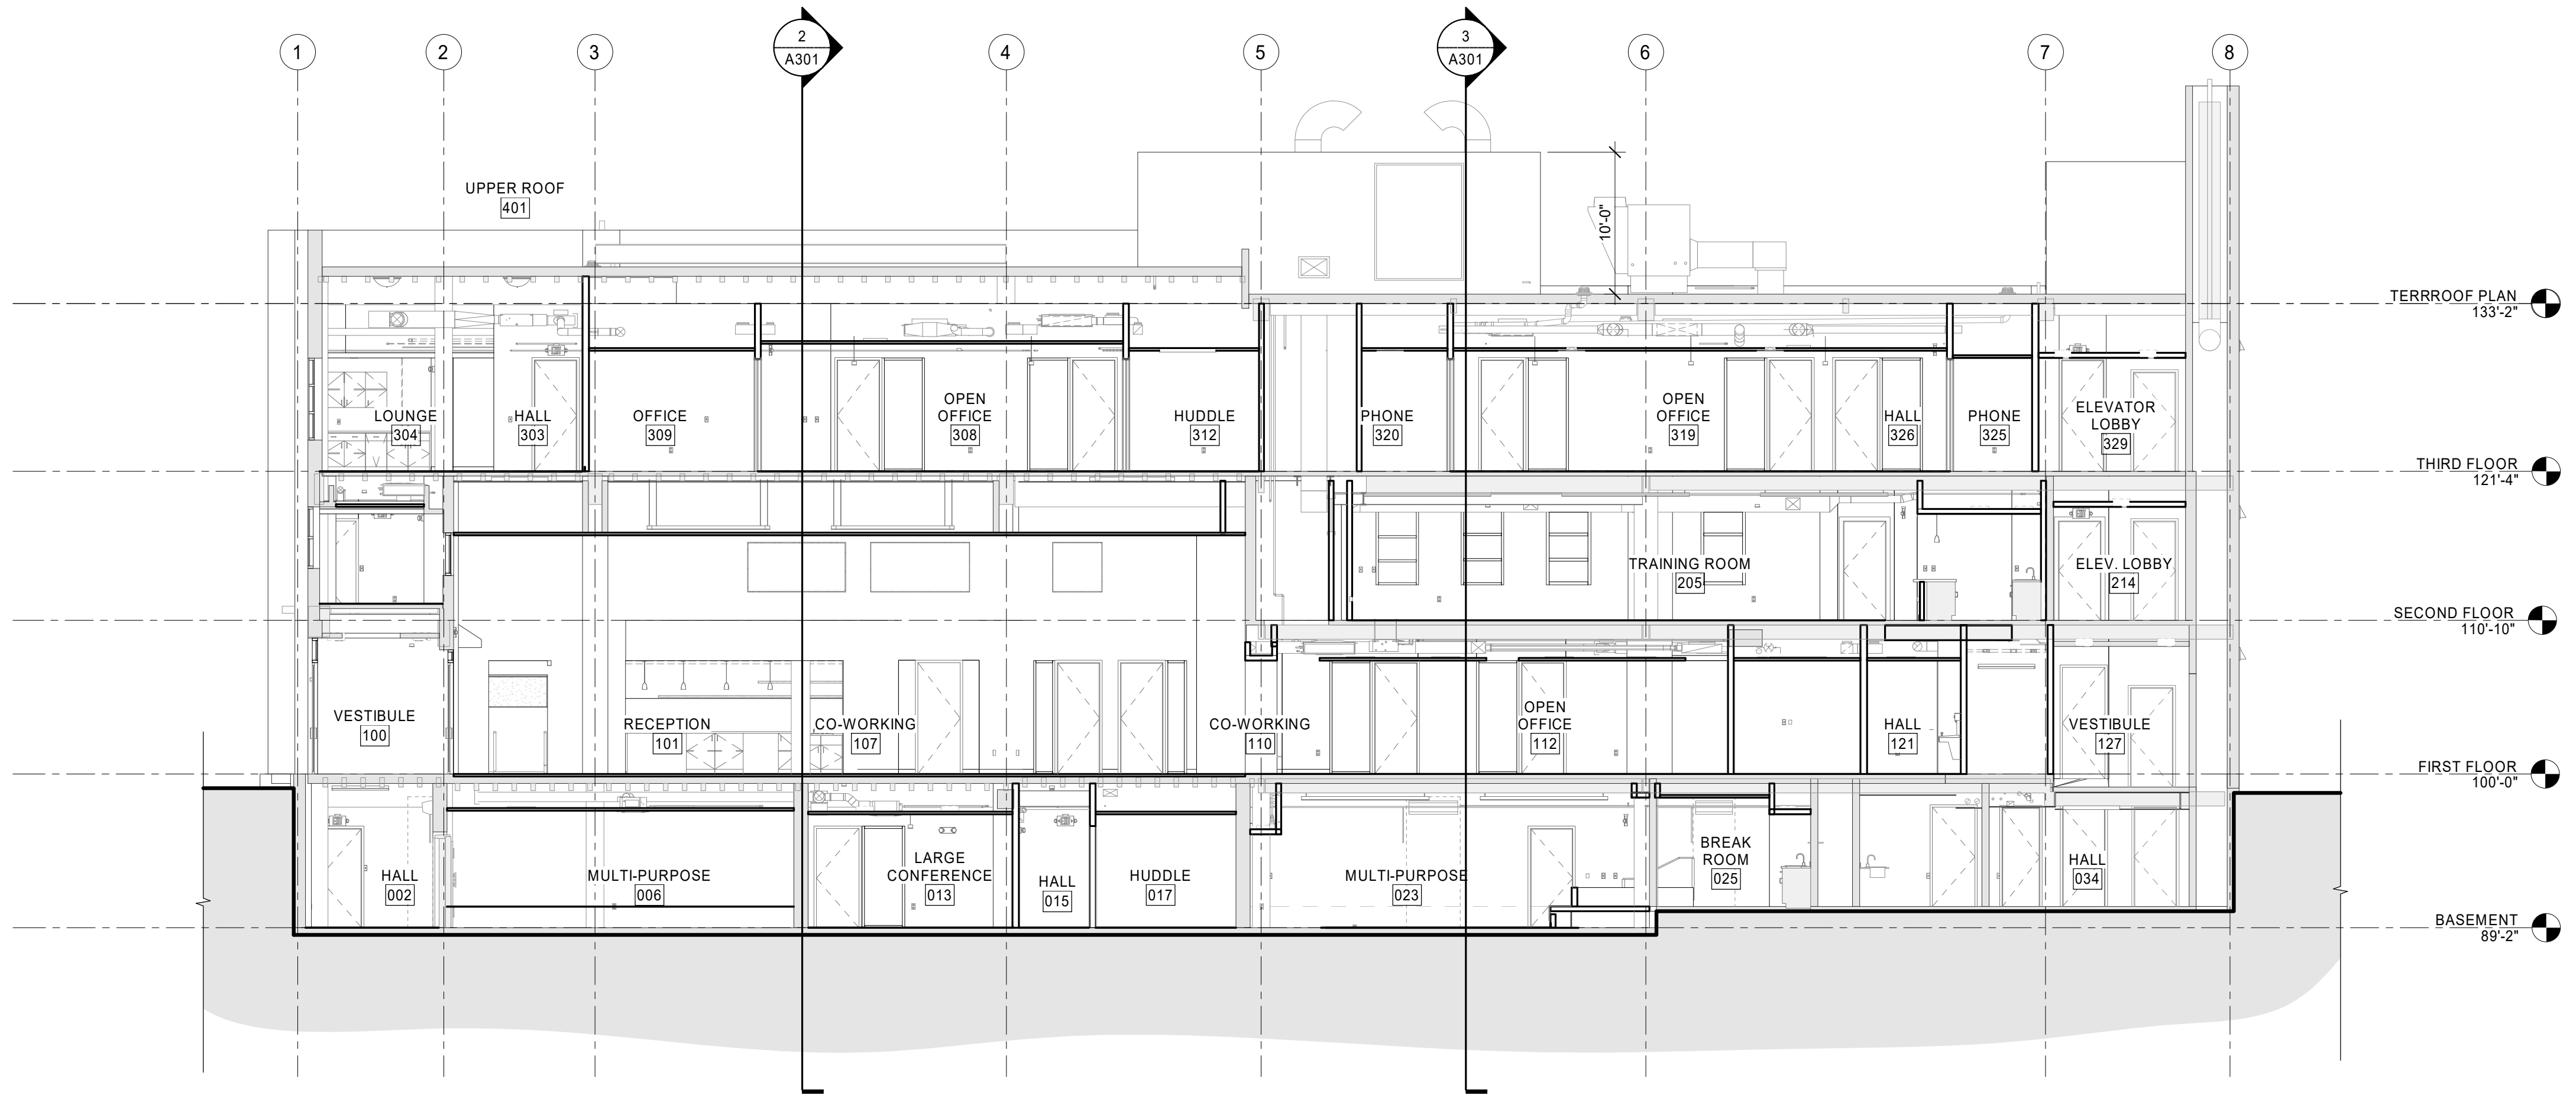 1
2
3
2
A301
4
5
3
A301
6
7
8
UPPER ROOF
401
10'-0"
TERRROOF PLAN
133'-2"
LOUNGE
304
HALL
303
OFFICE
309
OPEN
OFFICE
308
HUDDLE
312
PHONE
320
OPEN
OFFICE
319
HALL
326
PHONE
325
ELEVATOR
LOBBY
329
THIRD FLOOR
121'-4"
TRAINING ROOM
205
ELEV. LOBBY
214
SECOND FLOOR
110'-10"
VESTIBULE
100
RECEPTION
101
CO-WORKING
107
CO-WORKING
110
OPEN
OFFICE
112
HALL
121
VESTIBULE
127
FIRST FLOOR
100'-0"
HALL
002
MULTI-PURPOSE
006
LARGE
CONFERENCE
013
HALL
015
HUDDLE
017
MULTI-PURPOSE
023
BREAK
ROOM
025
HALL
034
BASEMENT
89'-2"